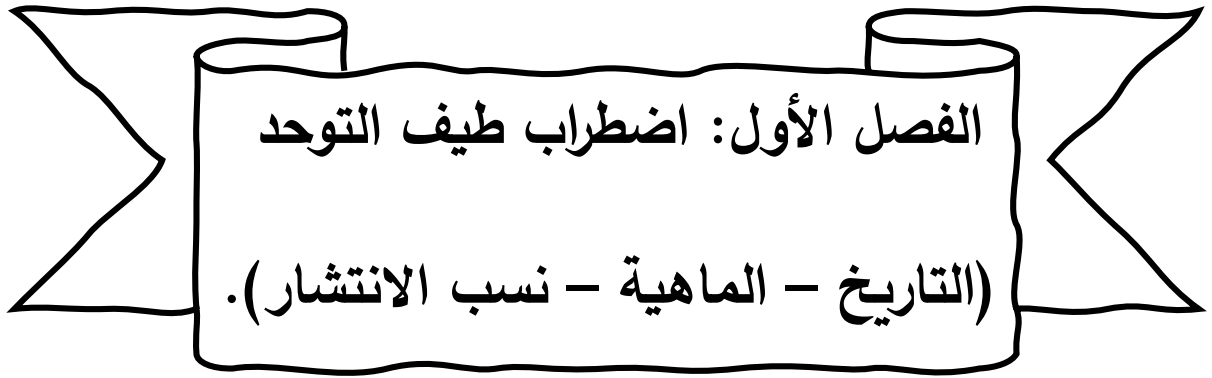 الفصل الأول: اضطراب طيف التوحد
(التاريخ – الماهية – نسب الانتشار).